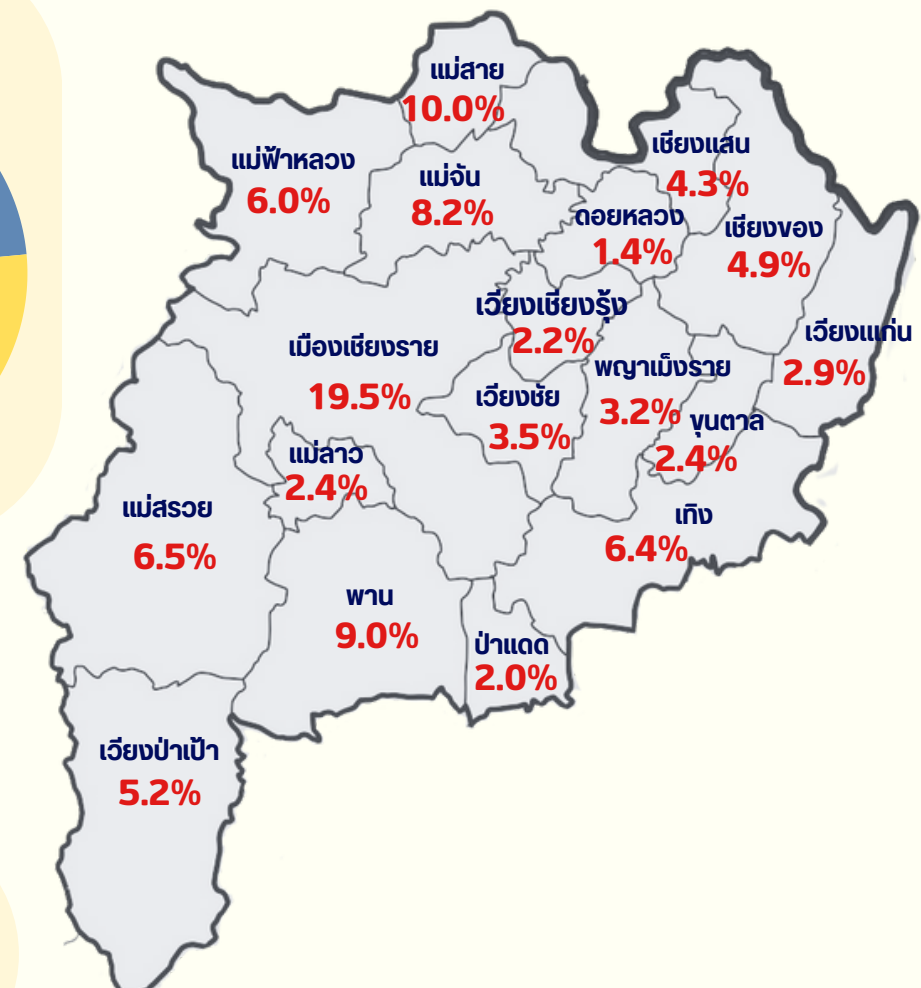 แม่สาย
10.0%
เชียงแสน
4.3%
แม่ฟ้าหลวง
6.0%
แม่จัน
8.2%
ดอยหลวง
1.4%
เชียงของ
4.9%
เวียงเชียงรุ้ง
2.2%
เวียงแก่น
2.9%
เมืองเชียงราย
19.5%
พญาเม็งราย
3.2%
เวียงชัย
3.5%
ขุนตาล
2.4%
แม่ลาว
2.4%
แม่สรวย
6.5%
เทิง
6.4%
พาน
9.0%
ป่าแดด
2.0%
เวียงป่าเป้า
5.2%